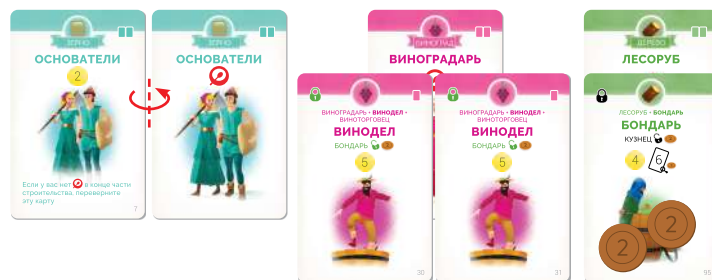 ЗЕРНО
ОСНОВАТЕЛИ
2
Если у вас нет в конце части
строительства, переверните
эту карту
7
ЗЕРНО
ОСНОВАТЕЛИ
ВИНОГРАД
ВИНОГРАДАРЬ
ВИНОГРАДАРЬ • ВИНОДЕЛ •
ВИНОТОРГОВЕЦ
ВИНОДЕЛ
БОНДАРЬ
5
30
ВИНОГРАДАРЬ • ВИНОДЕЛ •
ВИНОТОРГОВЕЦ
ВИНОДЕЛ
БОНДАРЬ
5
31
ДЕРЕВО
ЛЕСОРУБ
ЛЕСОРУБ • БОНДАРЬ
БОНДАРЬ
КУЗНЕЦ
4
6
2
2